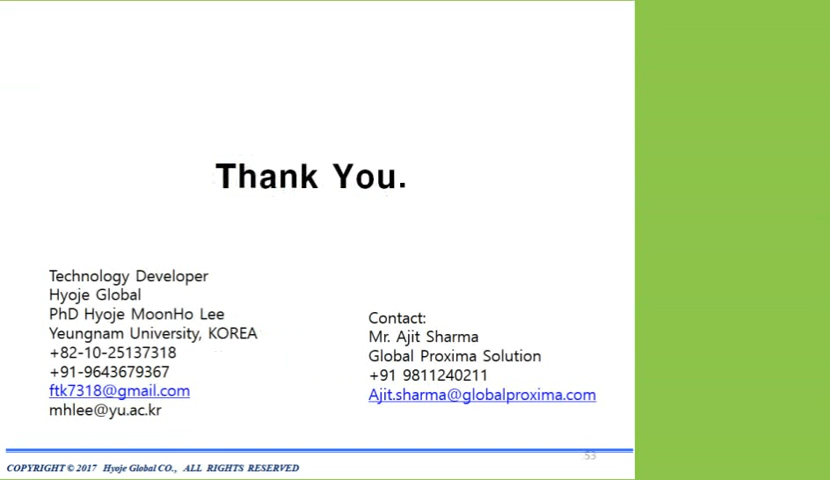 Thank You.
Technology Developer
Hyoje Global
PhD Hyoje MoonHo Lee
Yeungnam University, KOREA
+82-10-25137318
+91-9643679367
ftk7318@gmail.com
mhlee@yu.ac.kr
Contact:
Mr. Ajit Sharma
Global Proxima Solution
+91 9811240211
Ajit.sharma@globalproxima.com
53
COPYRIGHT © 2017 Hyoje Global CO., ALL RIGHTS RESERVED